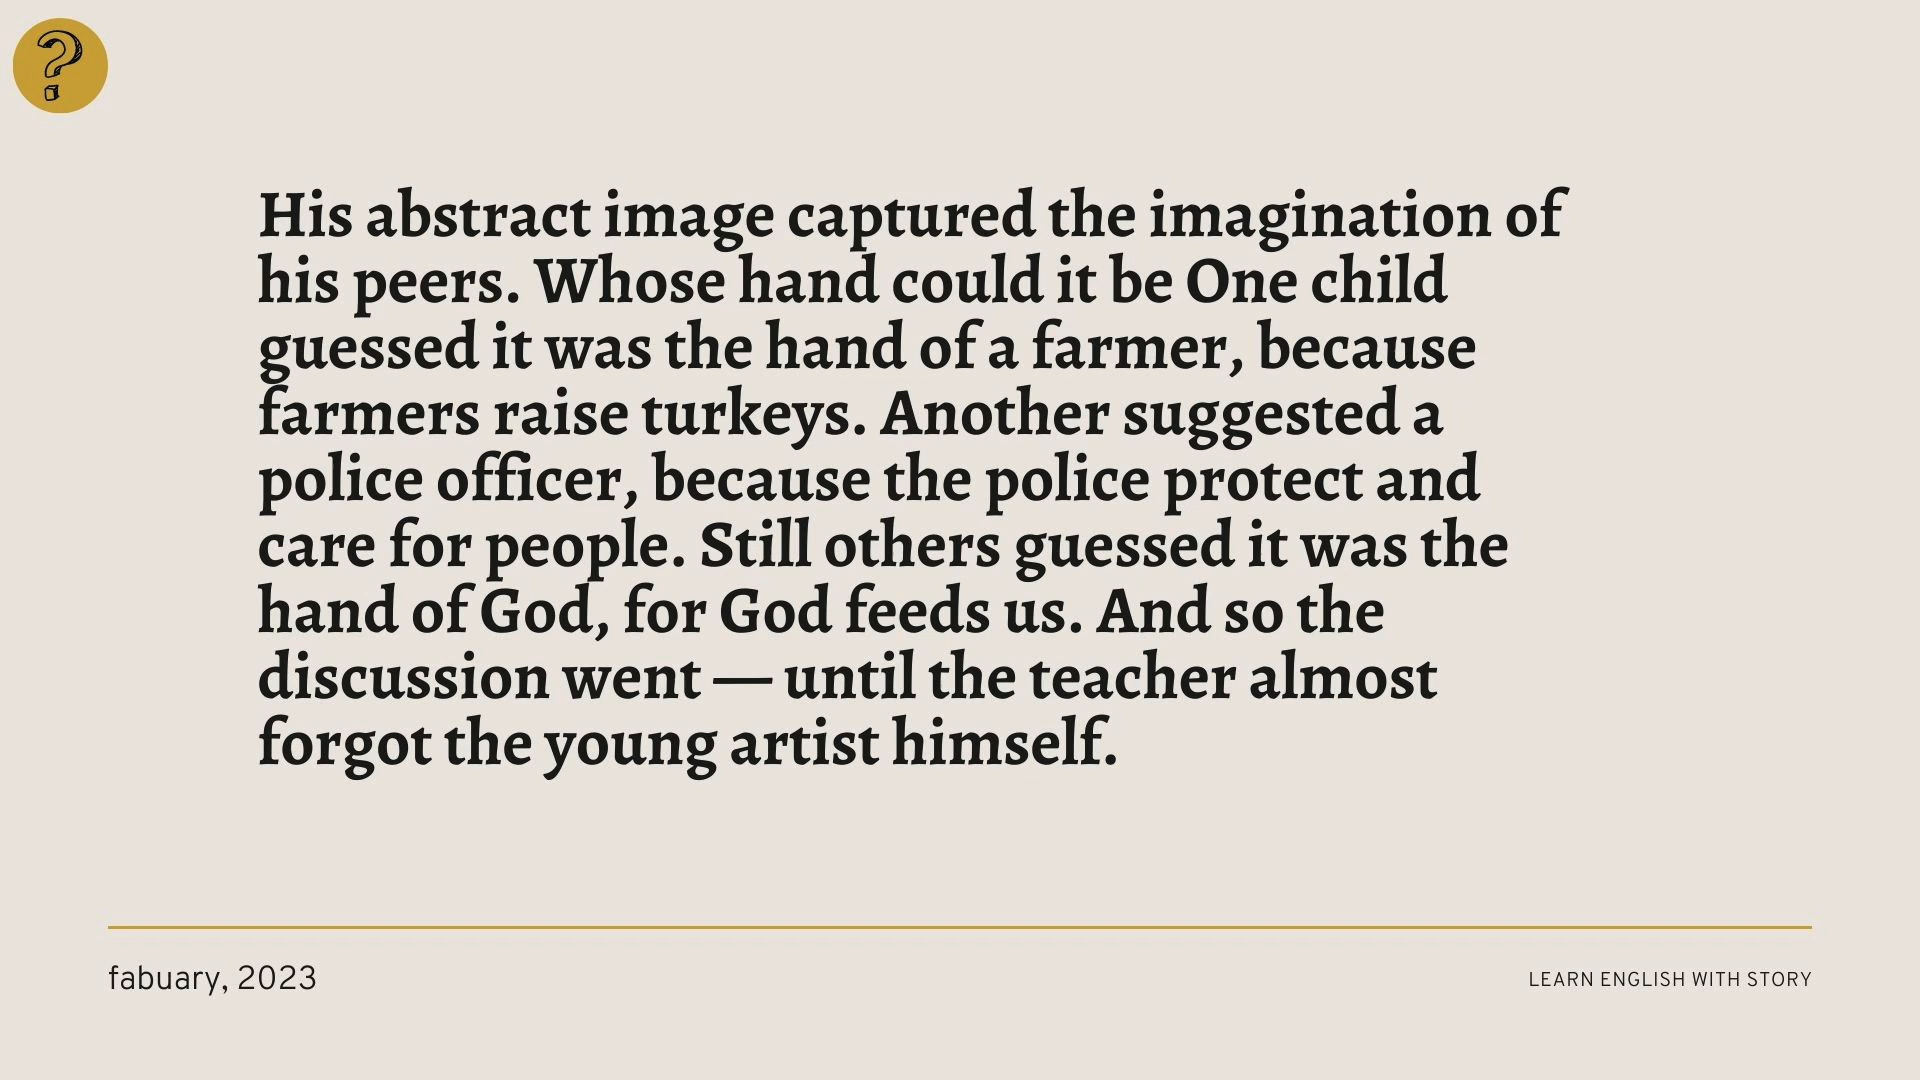 ?
His abstract image captured the imagination of
his peers. Whose hand could it be One child
guessed it was the hand of a farmer, because
farmers raise turkeys. Another suggested a
police officer, because the police protect and
care for people. Still others guessed it was the
hand of God, for God feeds us. And so the
discussion went — until the teacher almost
forgot the young artist himself.
fabuary, 2023
LEARN ENGLISH WITH STORY